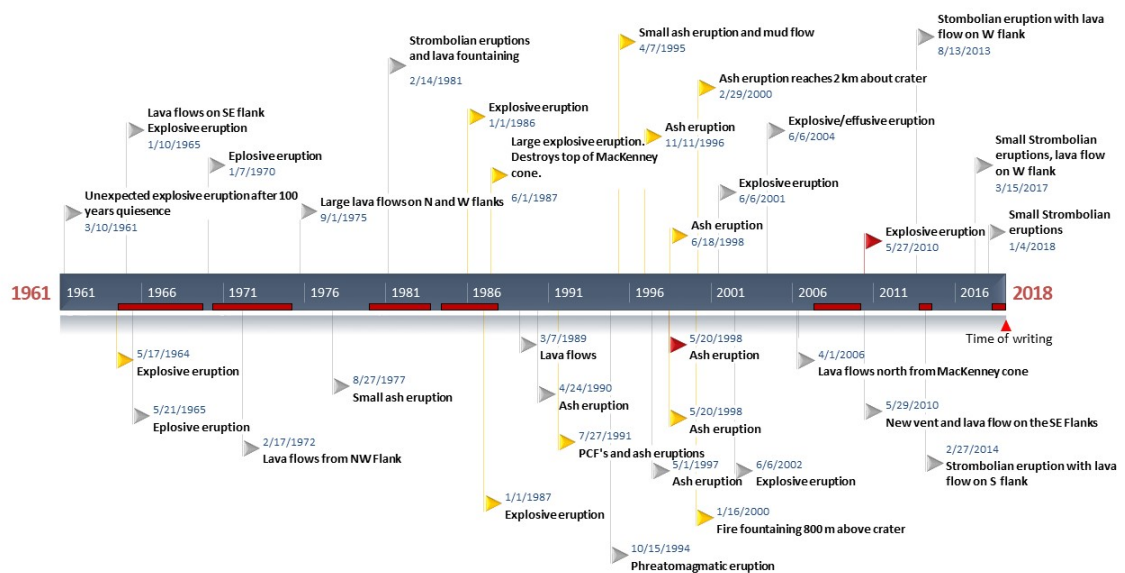 Stombolian eruption with lava
flow on W flank
8/13/2013
Small ash eruption and mud flow
4/7/1995
Strombolian eruptions
and lava fountaining
2/14/1981
Ash eruption reaches 2 km about crater
2/29/2000
Lava flows on SE flank
Explosive eruption
1/10/1965
Explosive eruption
1/1/1986
Explosive/effusive eruption
6/6/2004
Large explosive eruption.
Destroys top of MacKenney
cone.
6/1/1987
Ash eruption
11/11/1996
Eplosive eruption
1/7/1970
Small Strombolian
eruptions, lava flow
on W flank
3/15/2017
Unexpected explosive eruption after 100
years quiesence
3/10/1961
Large lava flows on N and W flanks
9/1/1975
Explosive eruption
6/6/2001
Ash eruption
6/18/1998
Explosive eruption
5/27/2010
Small Strombolian
eruptions
1/4/2018
1961 1961 1966 1971 1976 1981 1986 1991 1996 2001 2006 2011 2016 2018
Time of writing
5/17/1964
Explosive eruption
3/7/1989
Lava flows
5/20/1998
Ash eruption
4/1/2006
Lava flows north from MacKenney cone
8/27/1977
Small ash eruption
4/24/1990
Ash eruption
5/21/1965
Eplosive eruption
5/20/1998
Ash eruption
5/29/2010
New vent and lava flow on the SE Flanks
2/17/1972
Lava flows from NW Flank
7/27/1991
PCF's and ash eruptions
5/1/1997
Ash eruption
6/6/2002
Explosive eruption
2/27/2014
Strombolian eruption with lava
flow on S flank
1/1/1987
Explosive eruption
1/16/2000
Fire fountaining 800 m above crater
10/15/1994
Phreatomagmatic eruption